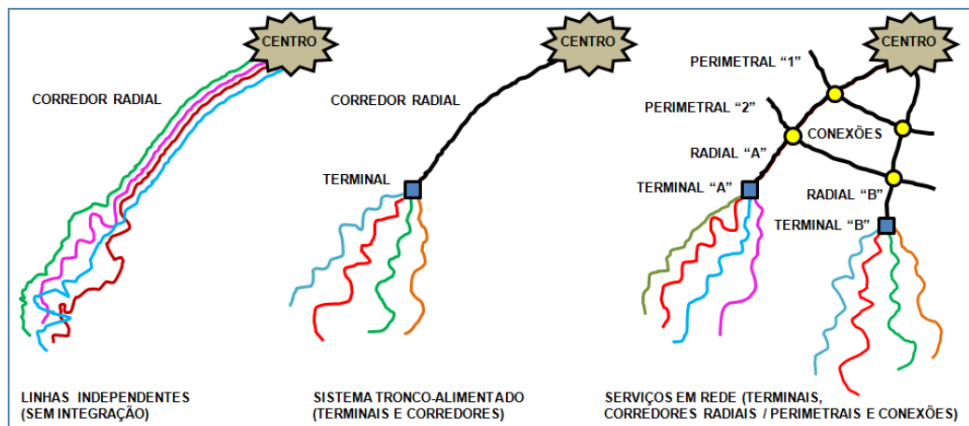 CENTRO
CORREDOR RADIAL
LINHAS INDEPENDENTES
(SEM INTEGRAÇÃO)
CENTRO
CORREDOR RADIAL
TERMINAL
SISTEMA TRONCO-ALIMENTADO
(TERMINAIS E CORREDORES)
CENTRO
PERIMETRAL “1”
PERIMETRAL “2”
CONEXÕES
RADIAL “A”
TERMINAL “A”
RADIAL “B”
TERMINAL “B”
SERVIÇOS EM REDE (TERMINAIS,
CORREDORES RADIAIS / PERIMETRAIS E CONEXÕES)